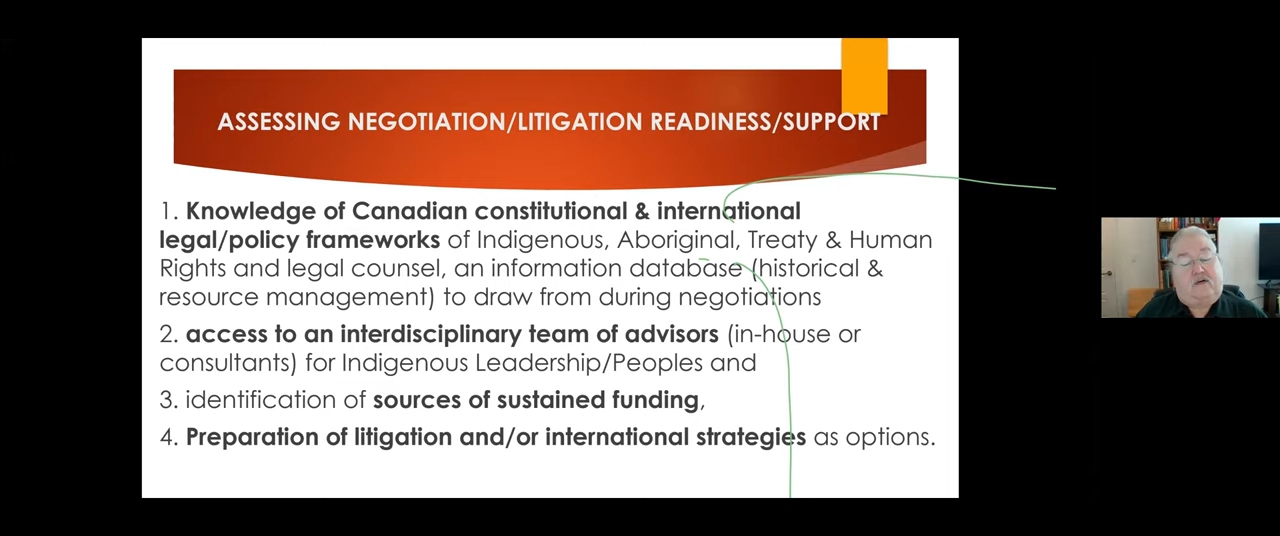 ASSESSING NEGOTIATION/LITIGATION READINESS/SUPPORT
1. Knowledge of Canadian constitutional & international
legal/policy frameworks of Indigenous, Aboriginal, Treaty & Human
Rights and legal counsel, an information database (historical &
resource management) to draw from during negotiations
2. access to an interdisciplinary team of advisors (in-house or
consultants) for Indigenous Leadership/Peoples and
3. identification of sources of sustained funding,
4. Preparation of litigation and/or international strategies as options.